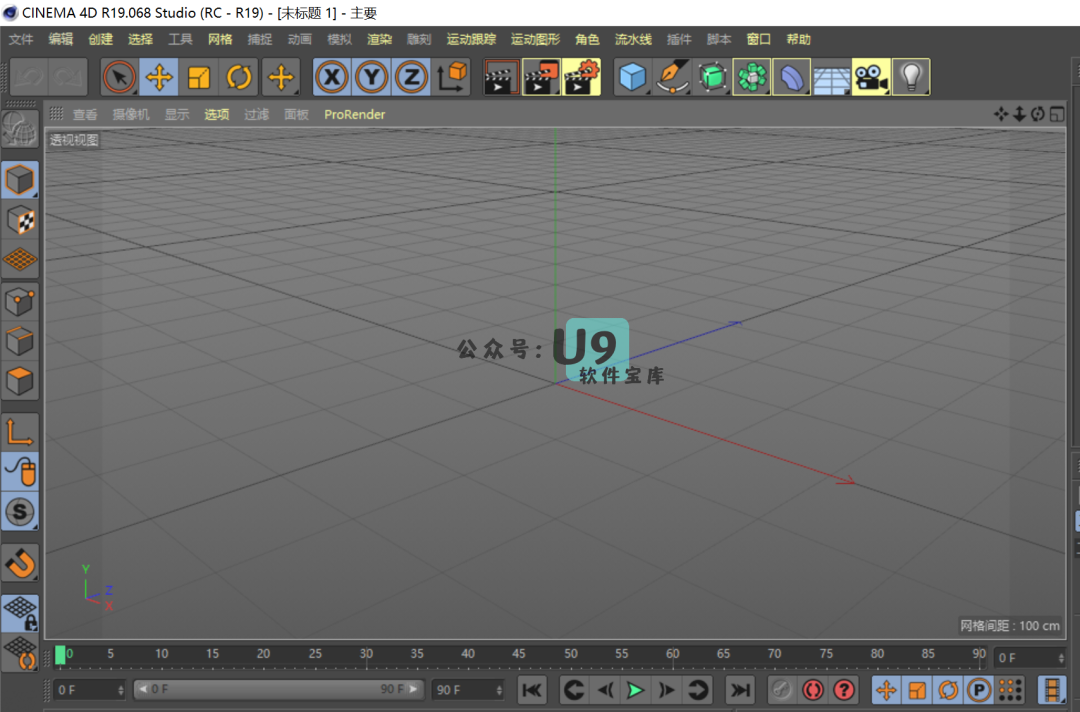 CINEMA 4D R19.068 Studio (RC - R19) - [未标题 1] - 主要
文件 编辑 创建 选择 工具 网格 捕捉 动画 模拟 渲染 雕刻 运动跟踪 运动图形 角色 流水线 插件 脚本 窗口 帮助
X Y Z
查看 摄像机 显示 选项 过滤 面板 ProRender
透视视图
公众号: U9
软件宝库
S
Y
Z
X
网格间距 : 100 cm
0 5 10 15 20 25 30 35 40 45 50 55 60 65 70 75 80 85 90 0 F
0 F 0 F 90 F 90 F ? P